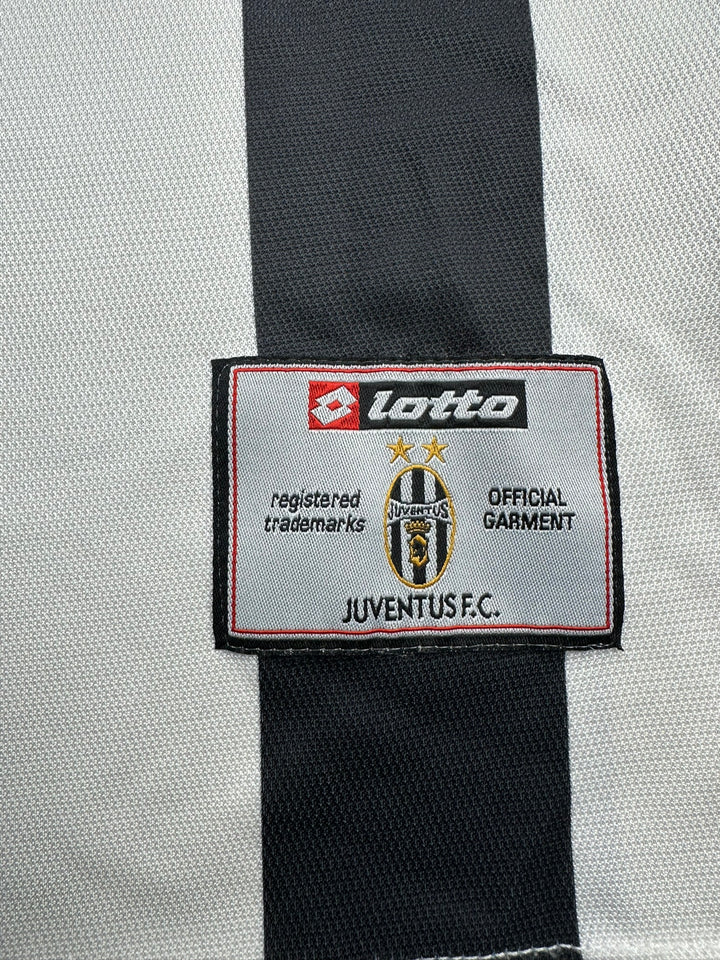 lotto
registered
trademarks
JUVENTUS
OFFICIAL
GARMENT
JUVENTUS F.C.